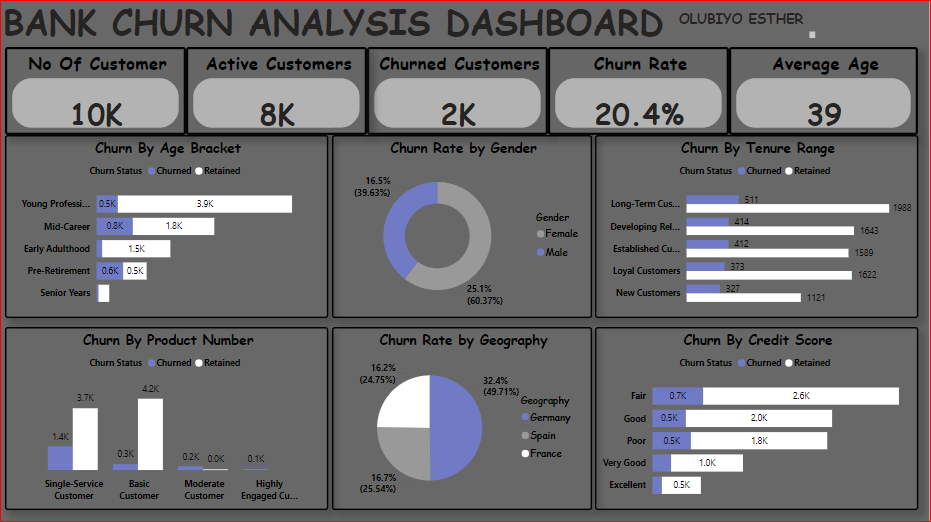 BANK CHURN ANALYSIS DASHBOARD
OLUBIYO ESTHER
.
No Of Customer
10K
Active Customers
8K
Churned Customers
2K
Churn Rate
20.4%
Average Age
39
Churn By Age Bracket
Churn Status Churned Retained
Young Professi... 0.5K 3.9K
Mid-Career 0.8K 1.8K
Early Adulthood 1.5K
Pre-Retirement 0.6K 0.5K
Senior Years
Churn Rate by Gender
16.5%
(39.63%)
25.1%
(60.37%)
Gender
Female
Male
Churn By Tenure Range
Churn Status Churned Retained
Long-Term Cus... 511
1988
Developing Rel... 414
1643
Established Cu... 412
1589
Loyal Customers 373
1622
New Customers 327
1121
Churn By Product Number
Churn Status Churned Retained
1.4K 3.7K
0.3K 4.2K
0.2K 0.0K
0.1K
Single-Service
Customer
Basic
Customer
Moderate
Customer
Highly
Engaged Cu...
Churn Rate by Geography
16.2%
(24.75%)
32.4%
(49.71%)
16.7%
(25.54%)
Geography
Germany
Spain
France
Churn By Credit Score
Churn Status Churned Retained
Fair 0.7K 2.6K
Good 0.5K 2.0K
Poor 0.5K 1.8K
Very Good 1.0K
Excellent 0.5K